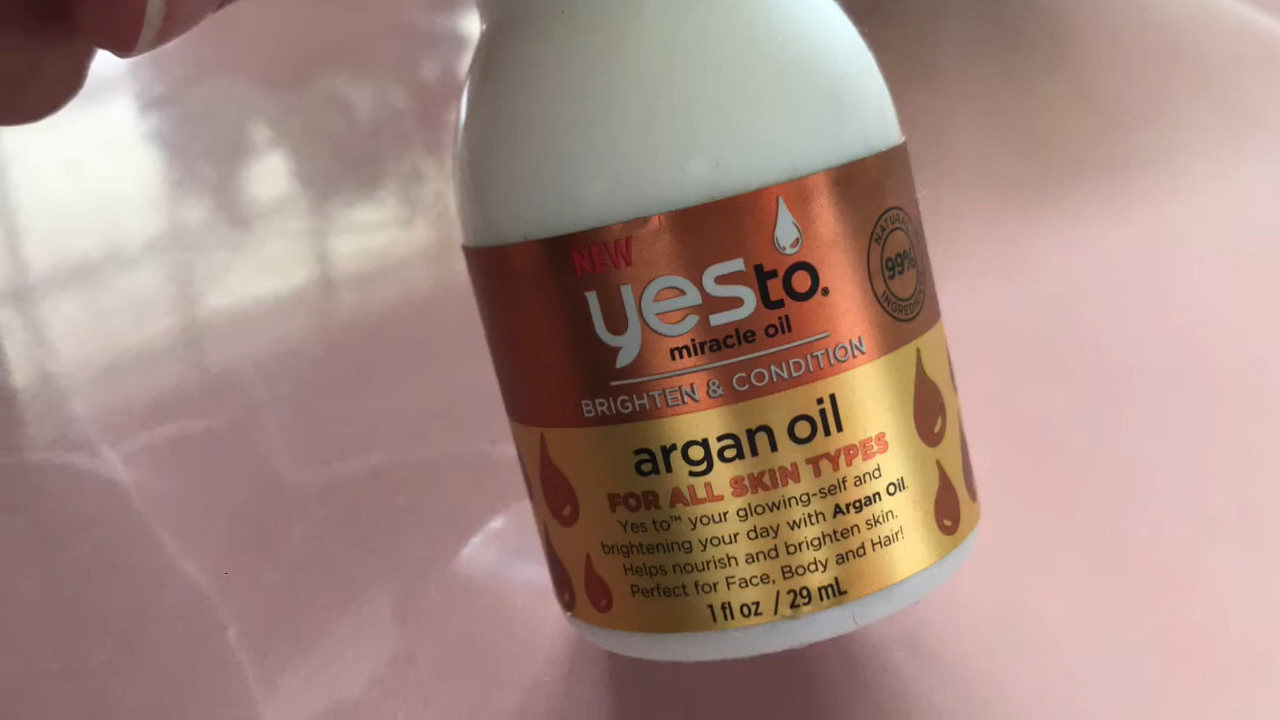 NEW
yes to®
miracle oil
BRIGHTEN & CONDITION
NATURAL
99%
INGREDIENTS
argan oil
FOR ALL SKIN TYPES
Yes to™ your glowing-self and
brightening your day with Argan Oil.
Helps nourish and brighten skin.
Perfect for Face, Body and Hair!
1 fl oz / 29 mL